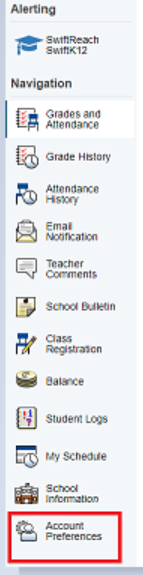 Alerting
SwiftReach
SwiftK12
Navigation
Grades and
Attendance
Grade History
Attendance
History
Email
Notification
Teacher
Comments
School Bulletin
Class
Registration
Balance
Student Logs
My Schedule
School
Information
Account
Preferences